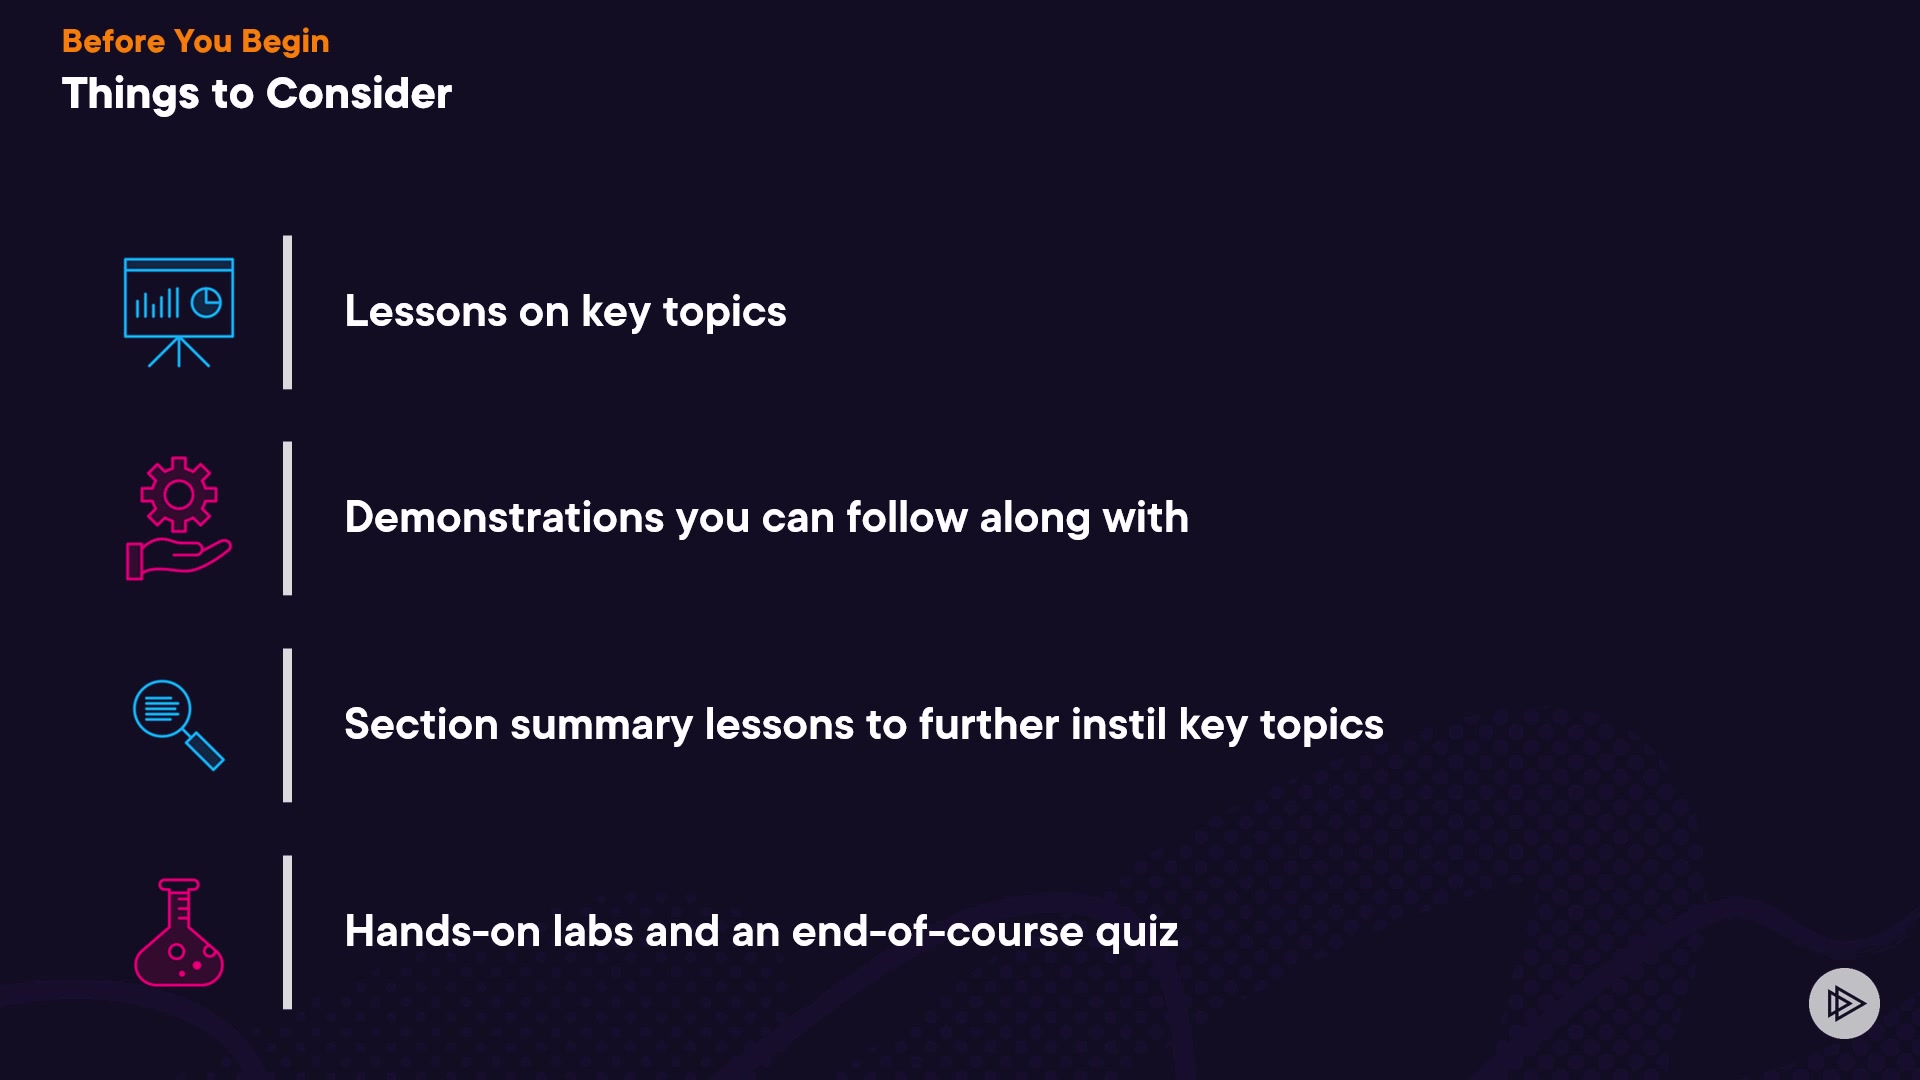 Before You Begin
Things to Consider
Lessons on key topics
Demonstrations you can follow along with
Section summary lessons to further instil key topics
Hands-on labs and an end-of-course quiz